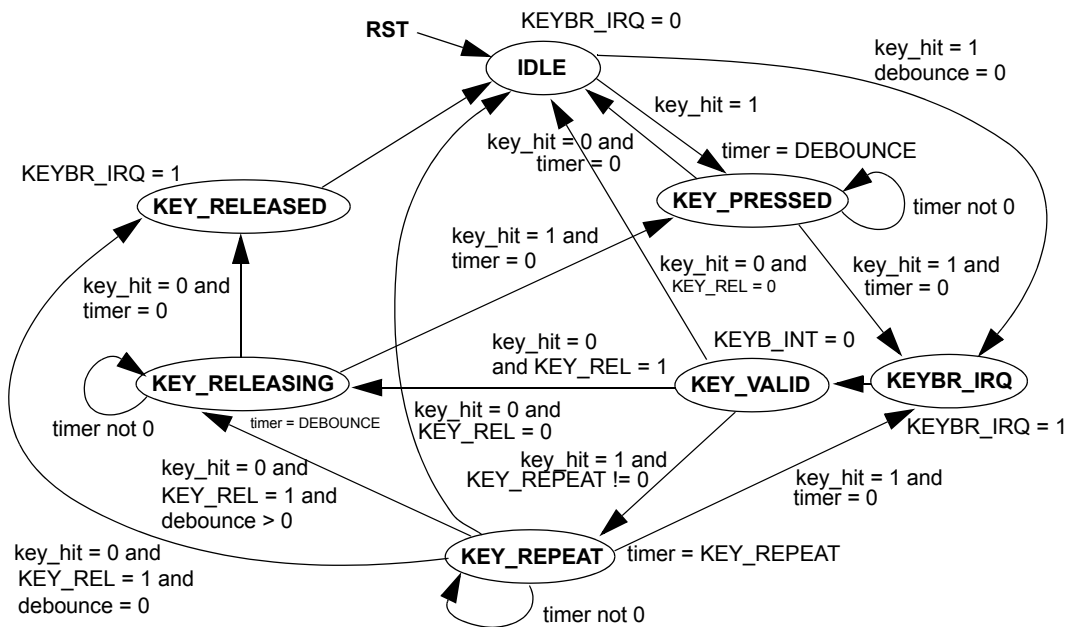 KEYBR_IRQ = 0
RST
IDLE
key_hit = 1
debounce = 0
key_hit = 1
key_hit = 0 and
timer = 0
timer = DEBOUNCE
KEYBR_IRQ = 1
KEY_RELEASED
KEY_PRESSED
timer not 0
key_hit = 1 and
timer = 0
key_hit = 0 and
KEY_REL = 0
key_hit = 1 and
timer = 0
key_hit = 0 and
timer = 0
key_hit = 0
and KEY_REL = 1
KEYB_INT = 0
KEY_RELEASING
KEY_VALID
KEYBR_IRQ
timer not 0
timer = DEBOUNCE
key_hit = 0 and
KEY_REL = 0
KEYBR_IRQ = 1
key_hit = 0 and
KEY_REL = 1 and
debounce > 0
key_hit = 1 and
KEY_REPEAT != 0
key_hit = 1 and
timer = 0
key_hit = 0 and
KEY_REL = 1 and
debounce = 0
KEY_REPEAT
timer = KEY_REPEAT
timer not 0